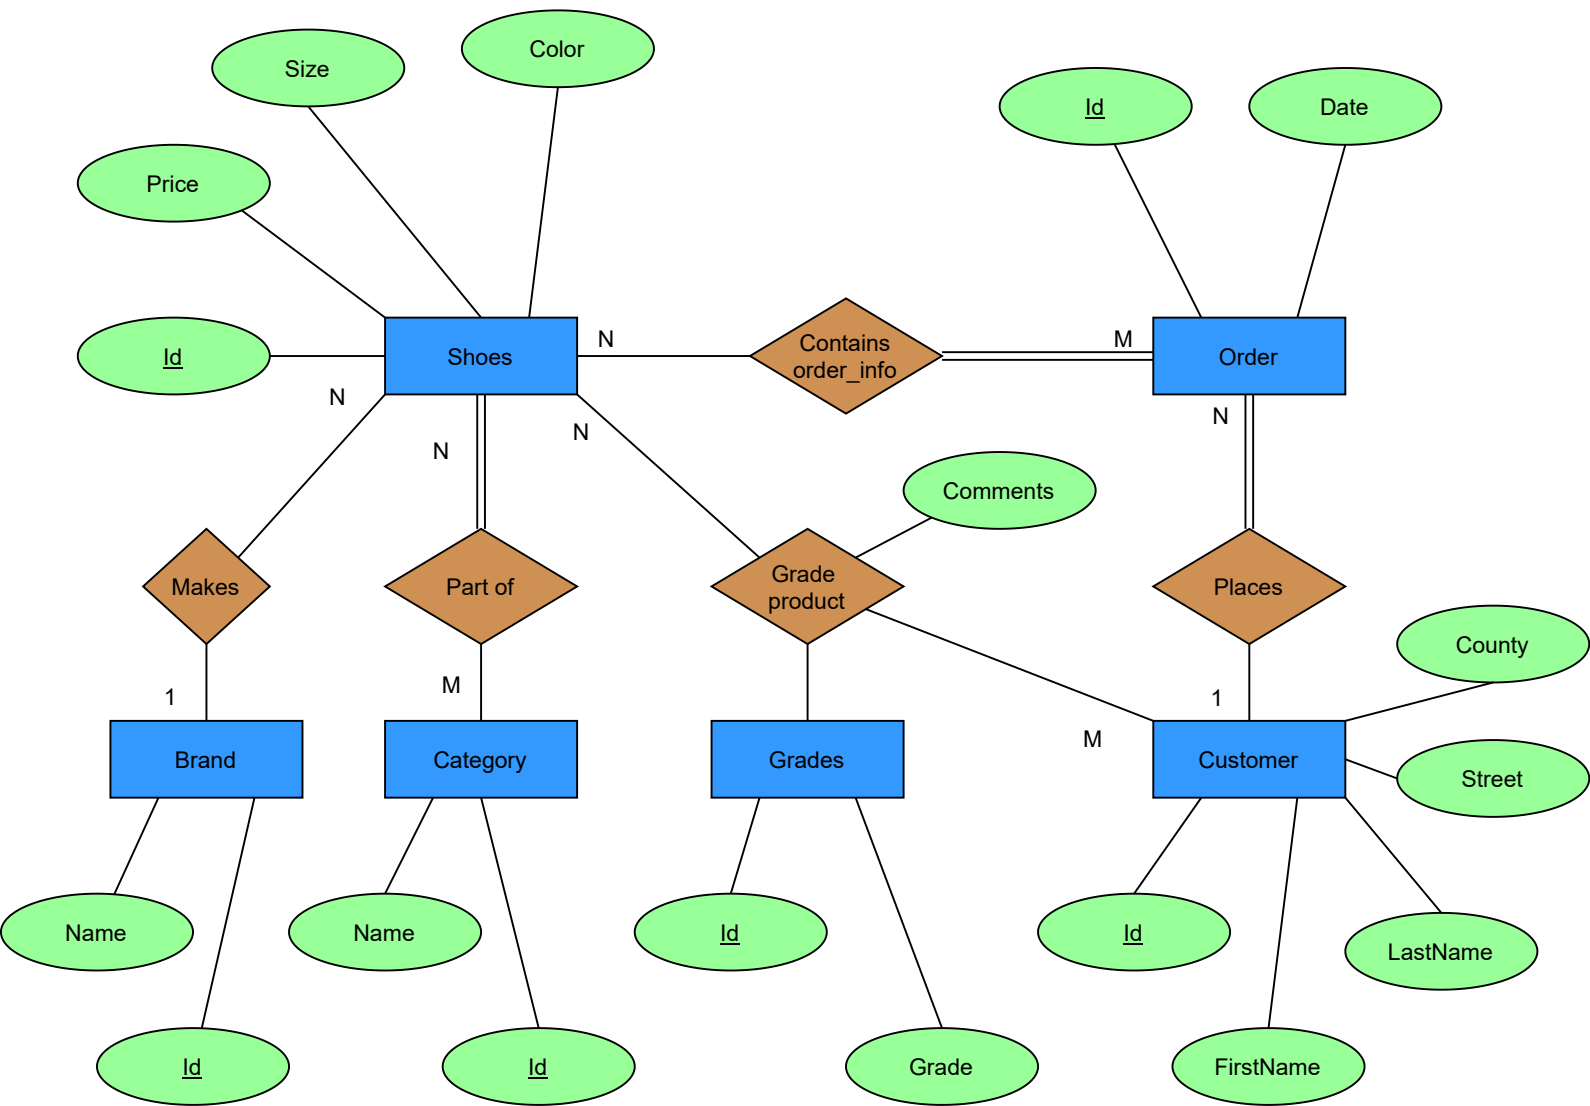 Color
Size
Id
Date
Price
N
M
Contains
order_info
Id
Shoes
Order
N
N
N
N
Comments
Makes
Part of
Grade
product
Places
County
M
1
1
M
Brand
Category
Grades
Customer
Street
Name
Name
Id
Id
LastName
Id
Id
Grade
FirstName